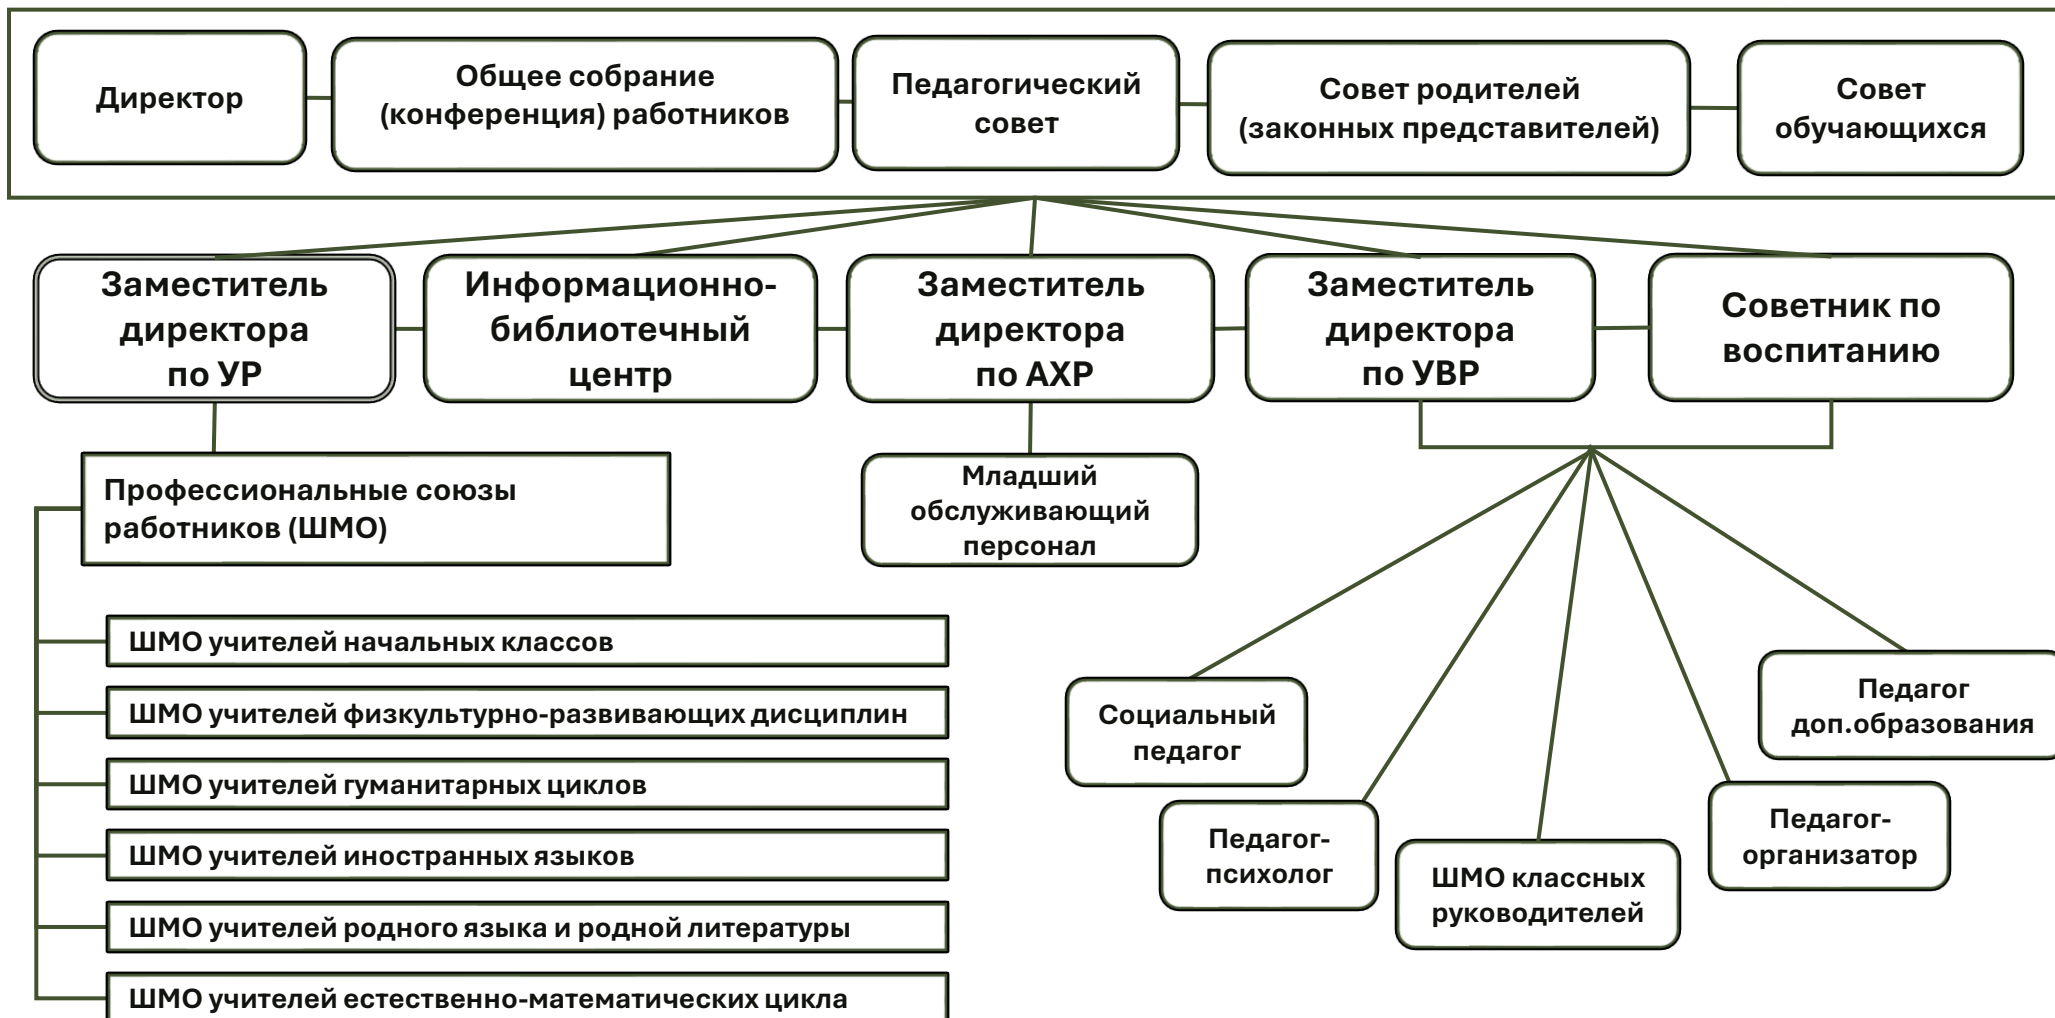 Директор
Общее собрание
(конференция) работников
Педагогический
совет
Совет родителей
(законных представителей)
Совет
обучающихся
Заместитель
директора
по УР
Информационно-
библиотечный
центр
Заместитель
директора
по АХР
Заместитель
директора
по УВР
Советник по
воспитанию
Профессиональные союзы
работников (ШМО)
Младший
обслуживающий
персонал
ШМО учителей начальных классов
ШМО учителей физкультурно-развивающих дисциплин
ШМО учителей гуманитарных циклов
ШМО учителей иностранных языков
ШМО учителей родного языка и родной литературы
ШМО учителей естественно-математических цикла
Социальный
педагог
Педагог-
психолог
ШМО классных
руководителей
Педагог-
организатор
Педагог
доп.образования